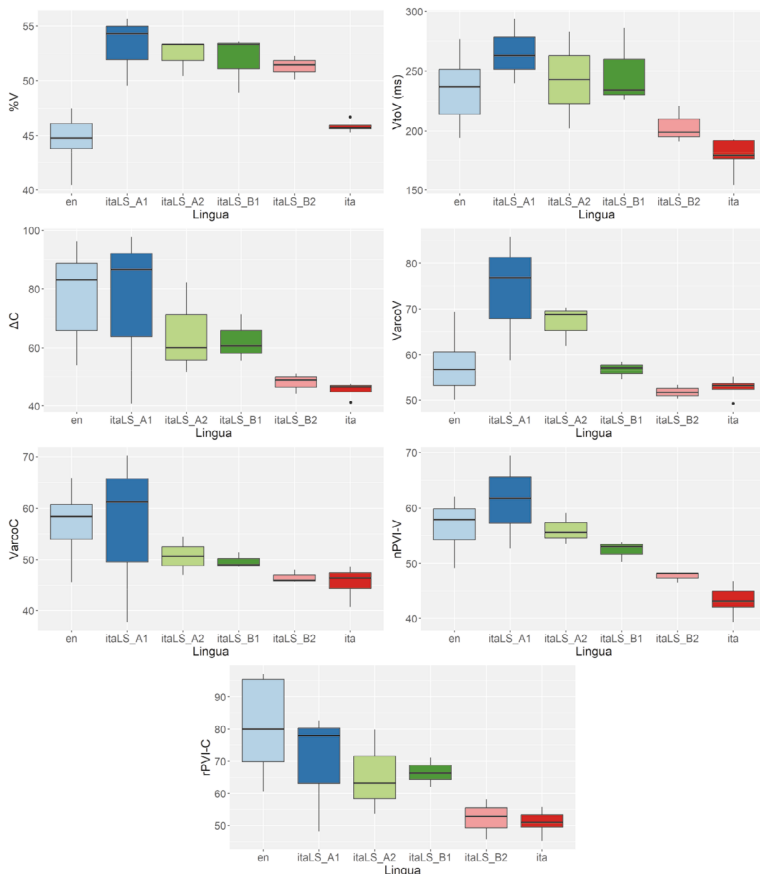 %V
55
50
45
40
en itaLS_A1 itaLS_A2 itaLS_B1 itaLS_B2 ita
Lingua
VtoV (ms)
300
250
200
150
en itaLS_A1 itaLS_A2 itaLS_B1 itaLS_B2 ita
Lingua
ΔC
100
80
60
40
en itaLS_A1 itaLS_A2 itaLS_B1 itaLS_B2 ita
Lingua
VarcoV
80
70
60
50
en itaLS_A1 itaLS_A2 itaLS_B1 itaLS_B2 ita
Lingua
VarcoC
70
60
50
40
en itaLS_A1 itaLS_A2 itaLS_B1 itaLS_B2 ita
Lingua
nPVI-V
70
60
50
40
en itaLS_A1 itaLS_A2 itaLS_B1 itaLS_B2 ita
Lingua
rPVI-C
90
80
70
60
50
en itaLS_A1 itaLS_A2 itaLS_B1 itaLS_B2 ita
Lingua